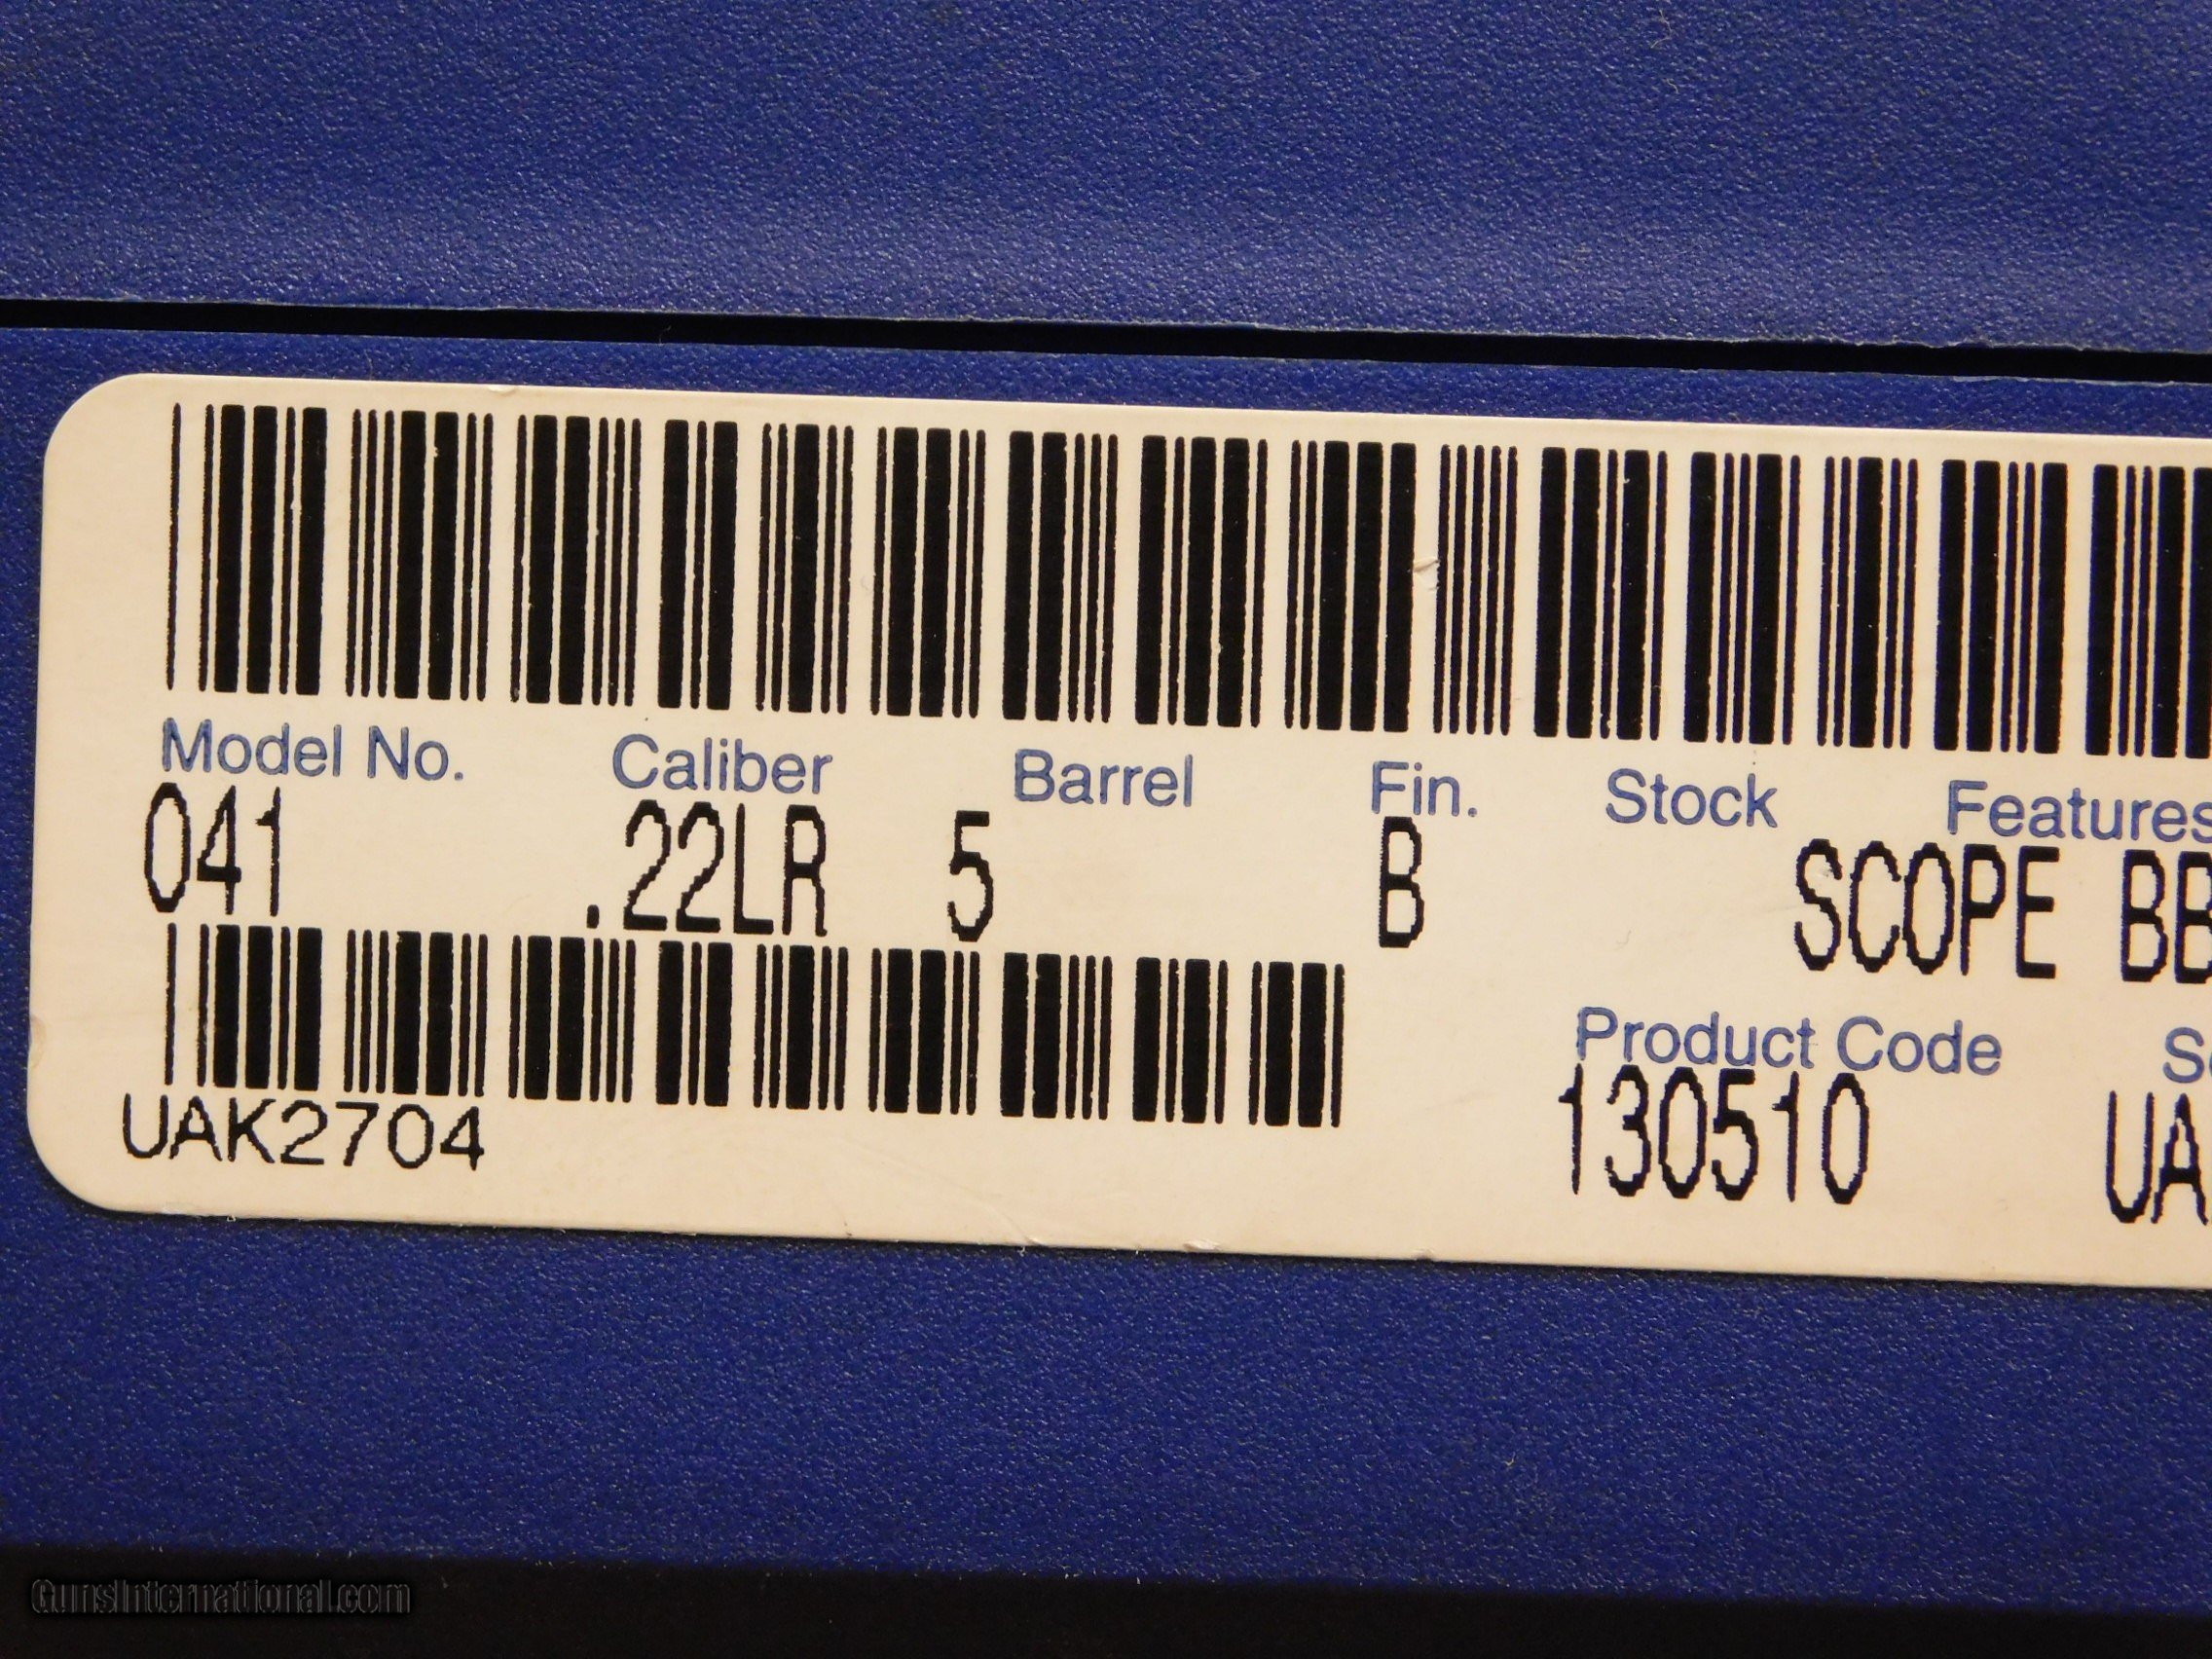 Model No. Caliber Barrel Fin. Stock Features
041 .22LR 5 B SCOPE BB
Product Code S
130510 UA
UAK2704
GunsInternational.com